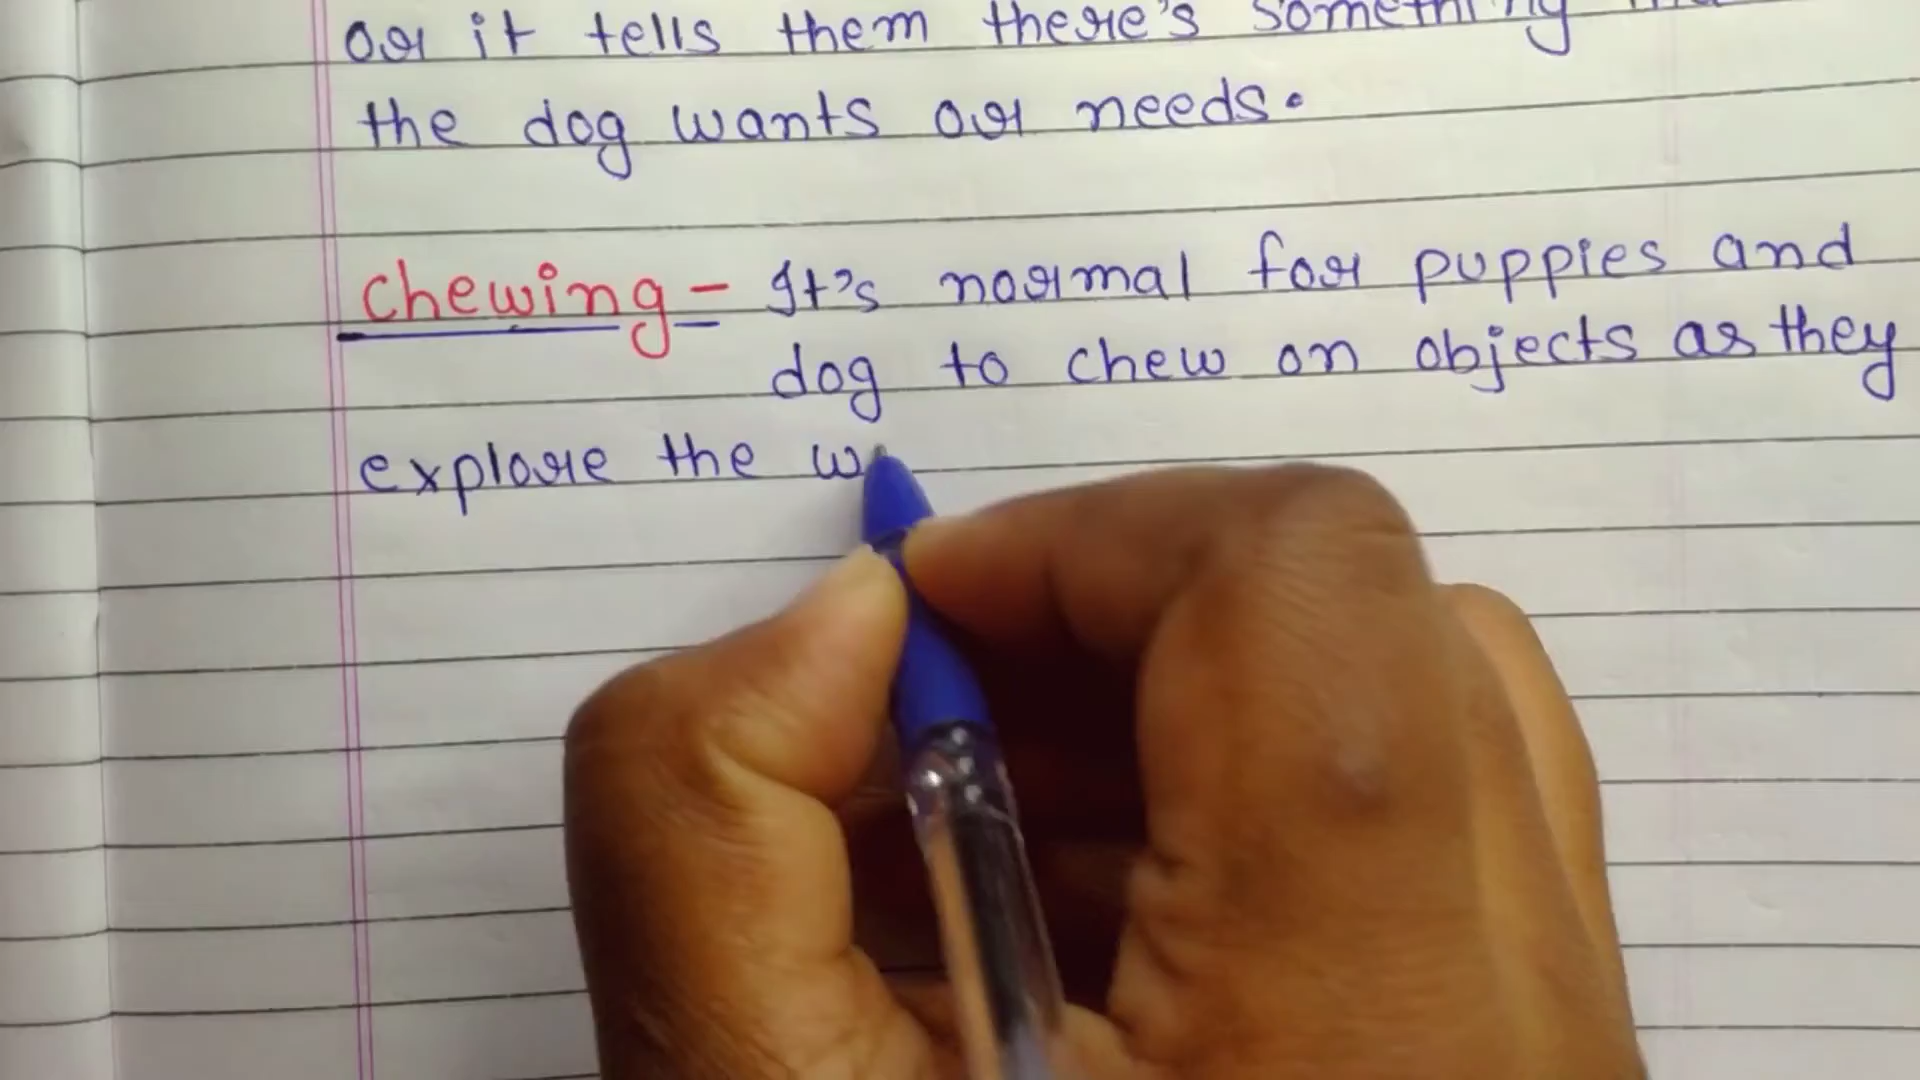 or it tells them there's something
the dog wants or needs.
chewing - It's normal for puppies and
dog to chew on objects as they
explore the w